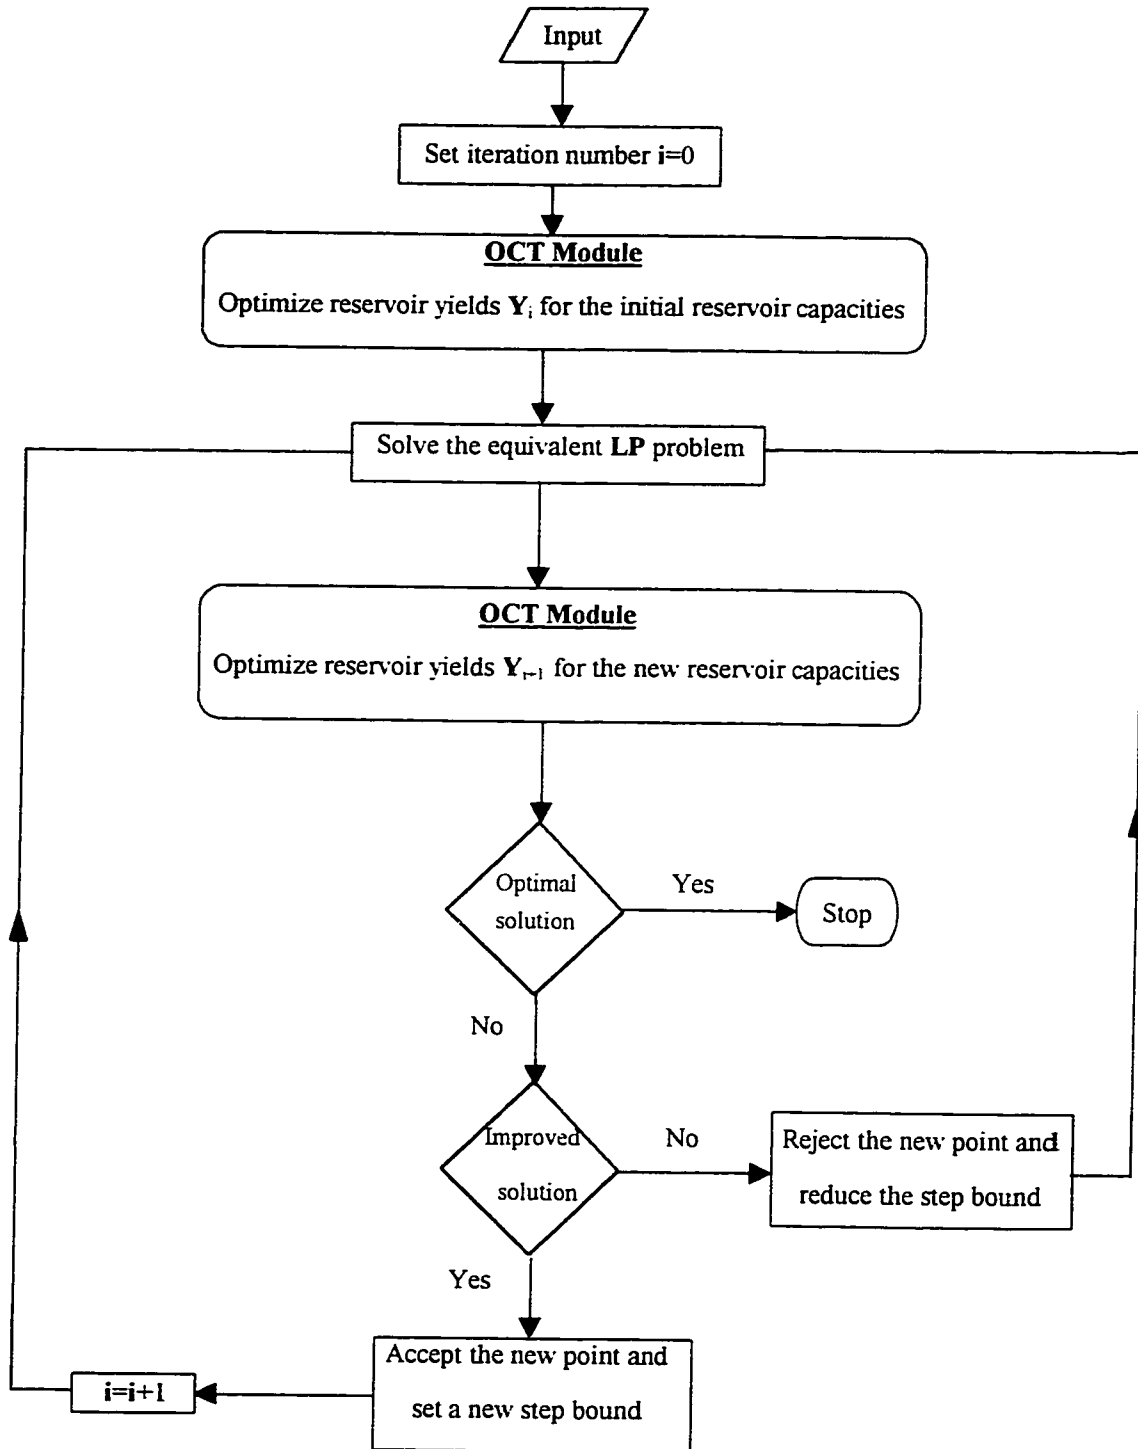 Input
Set iteration number i=0
OCT Module
Optimize reservoir yields Yi for the initial reservoir capacities
Solve the equivalent LP problem
OCT Module
Optimize reservoir yields Yi+1 for the new reservoir capacities
Optimal
solution
Yes
Stop
No
Improved
solution
No
Reject the new point and
reduce the step bound
Yes
Accept the new point and
set a new step bound
i=i+1